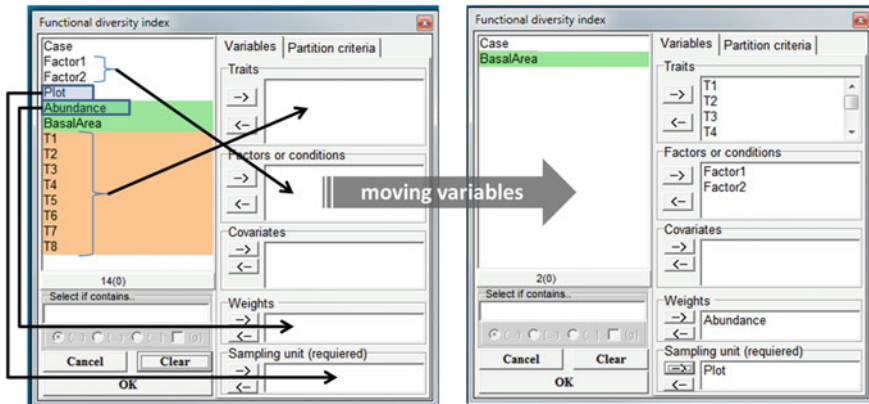 Functional diversity index
Case
Factor1
Factor2
Plot
Abundance
BasalArea
T1
T2
T3
T4
T5
T6
T7
T8
14(0)
Select if contains..
Cancel
Clear
OK
Variables
Partition criteria
Traits
-->
<--
Factors or conditions
-->
<--
Covariates
-->
<--
Weights
-->
<--
Sampling unit (requiered)
-->
<--
moving variables
Functional diversity index
Case
BasalArea
2(0)
Select if contains..
Cancel
Clear
OK
Variables
Partition criteria
Traits
-->
<--
T1
T2
T3
T4
Factors or conditions
-->
<--
Factor1
Factor2
Covariates
-->
<--
Weights
-->
<--
Abundance
Sampling unit (requiered)
-->
<--
Plot